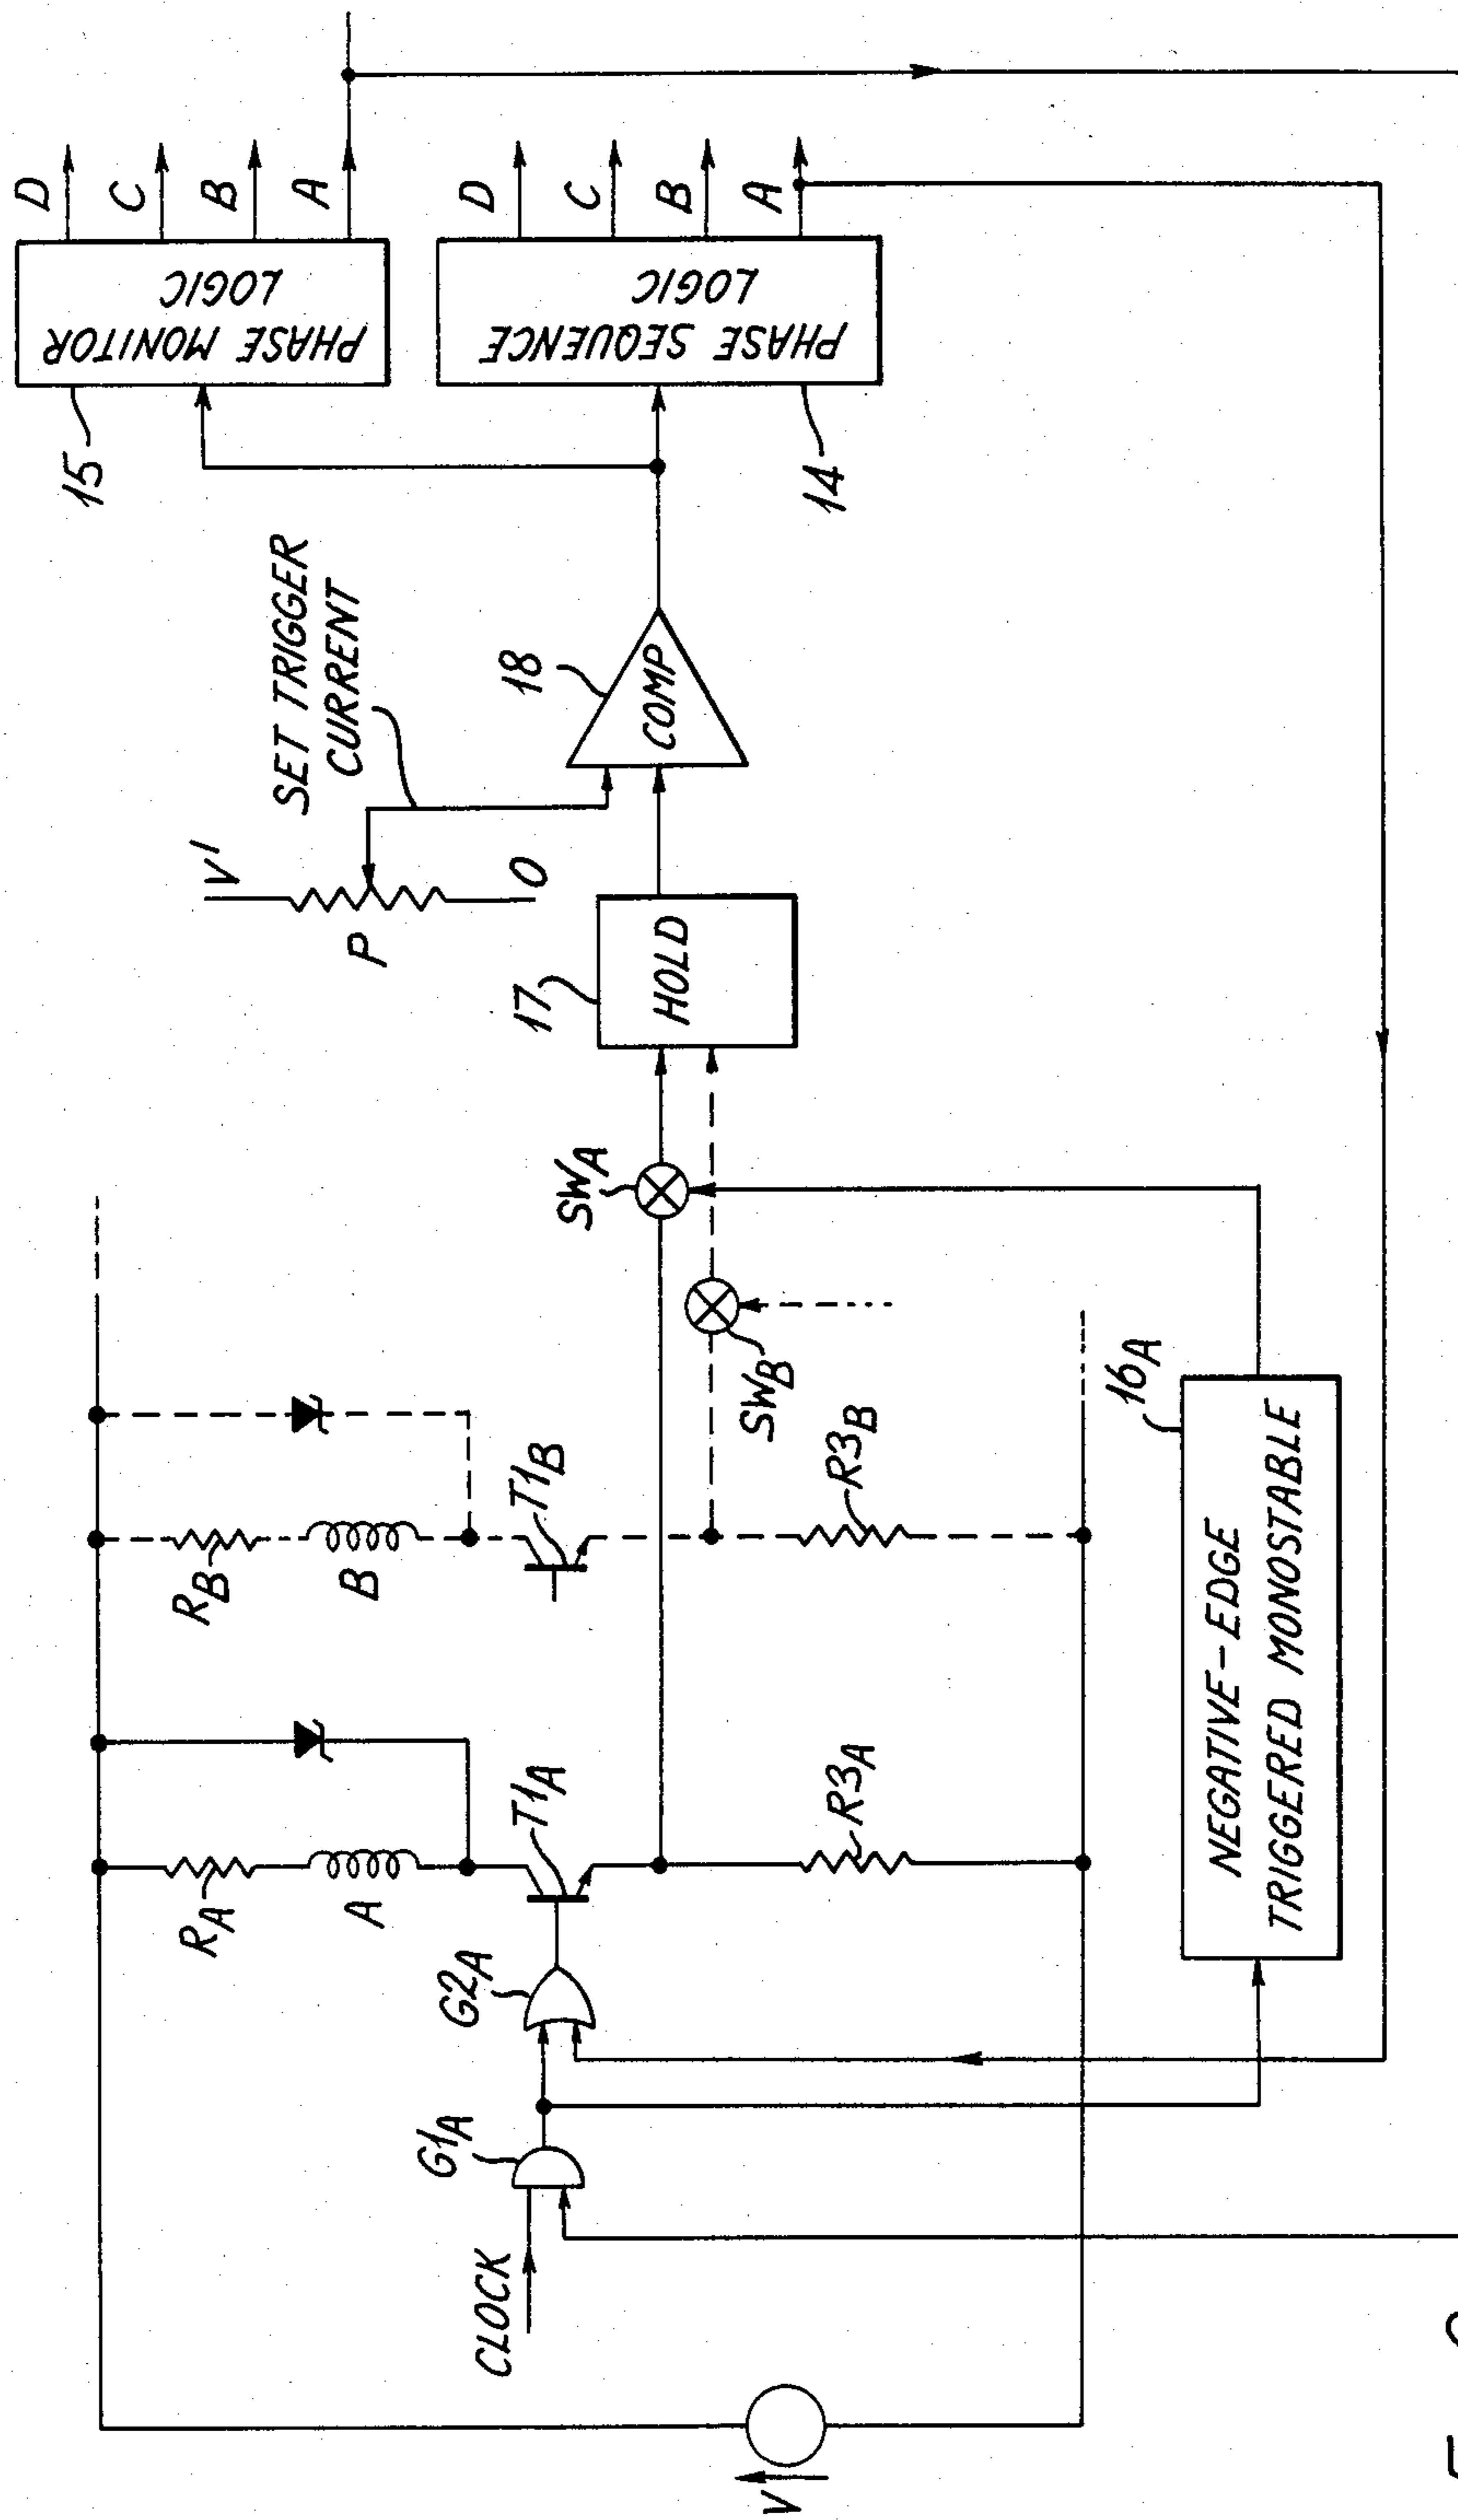 V
CLOCK
G1A
G2A
RA
A
T1A
R3A
RB
B
T1B
R3B
SWB
SWA
NEGATIVE-EDGE
TRIGGERED MONOSTABLE
16A
17
HOLD
P
V'
O
SET TRIGGER
CURRENT
18
COMP
15
PHASE MONITOR
LOGIC
D
C
B
A
14
PHASE SEQUENCE
LOGIC
D
C
B
A